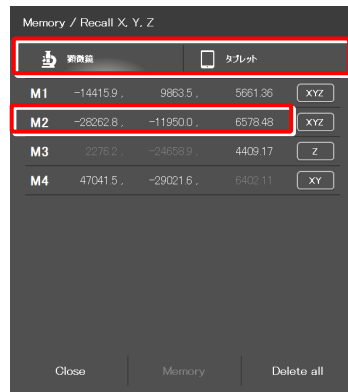 Memory / Recall X, Y, Z
顕微鏡 タブレット
M1 -14415.9 , 9863.5 , 5661.36 XYZ
M2 -28262.8 , -11950.0 , 6578.48 XYZ
M3 2276.2 , -24658.9 , 4409.17 Z
M4 47041.5 , -29021.6 , 6402.11 XY
Close Memory Delete all